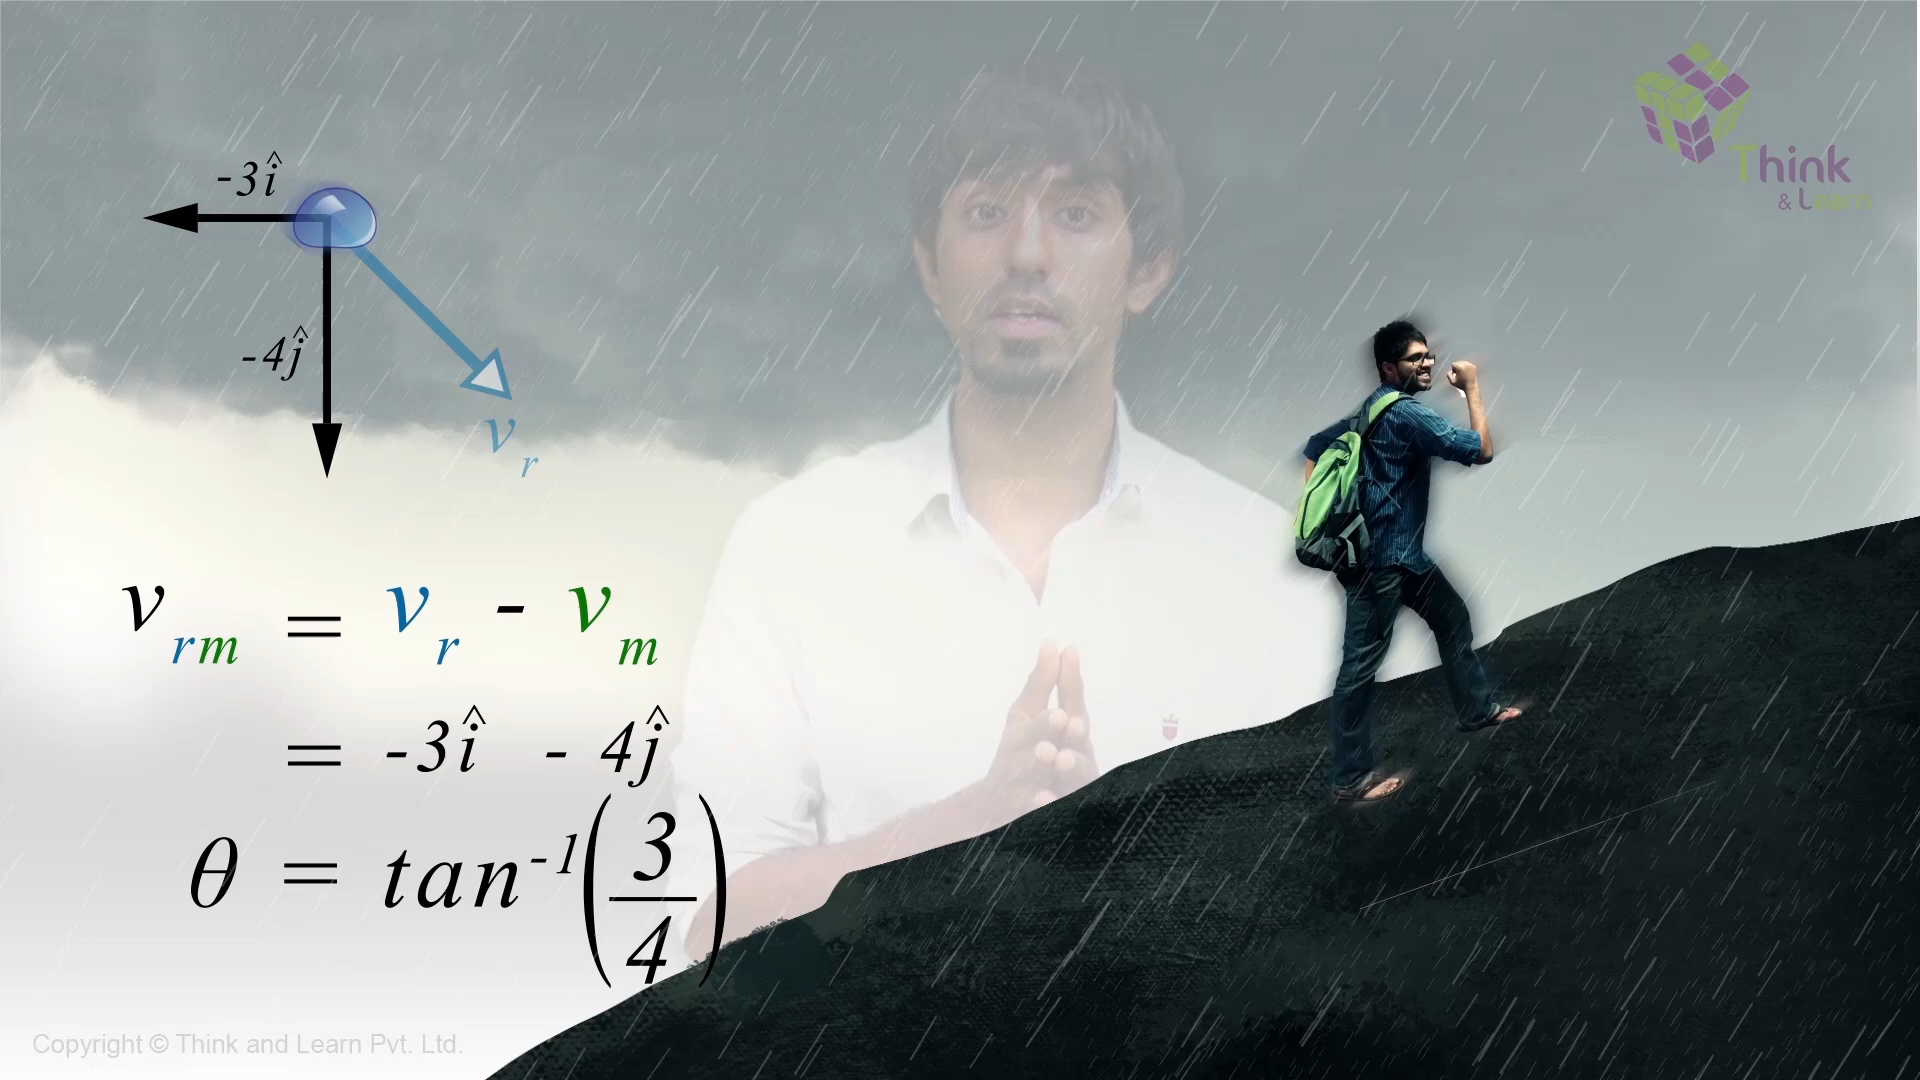 Think
& Learn
-3î
-4ĵ
v_r
v_rm = v_r - v_m
= -3î - 4ĵ
θ = tan⁻¹(3/4)
Copyright © Think and Learn Pvt. Ltd.